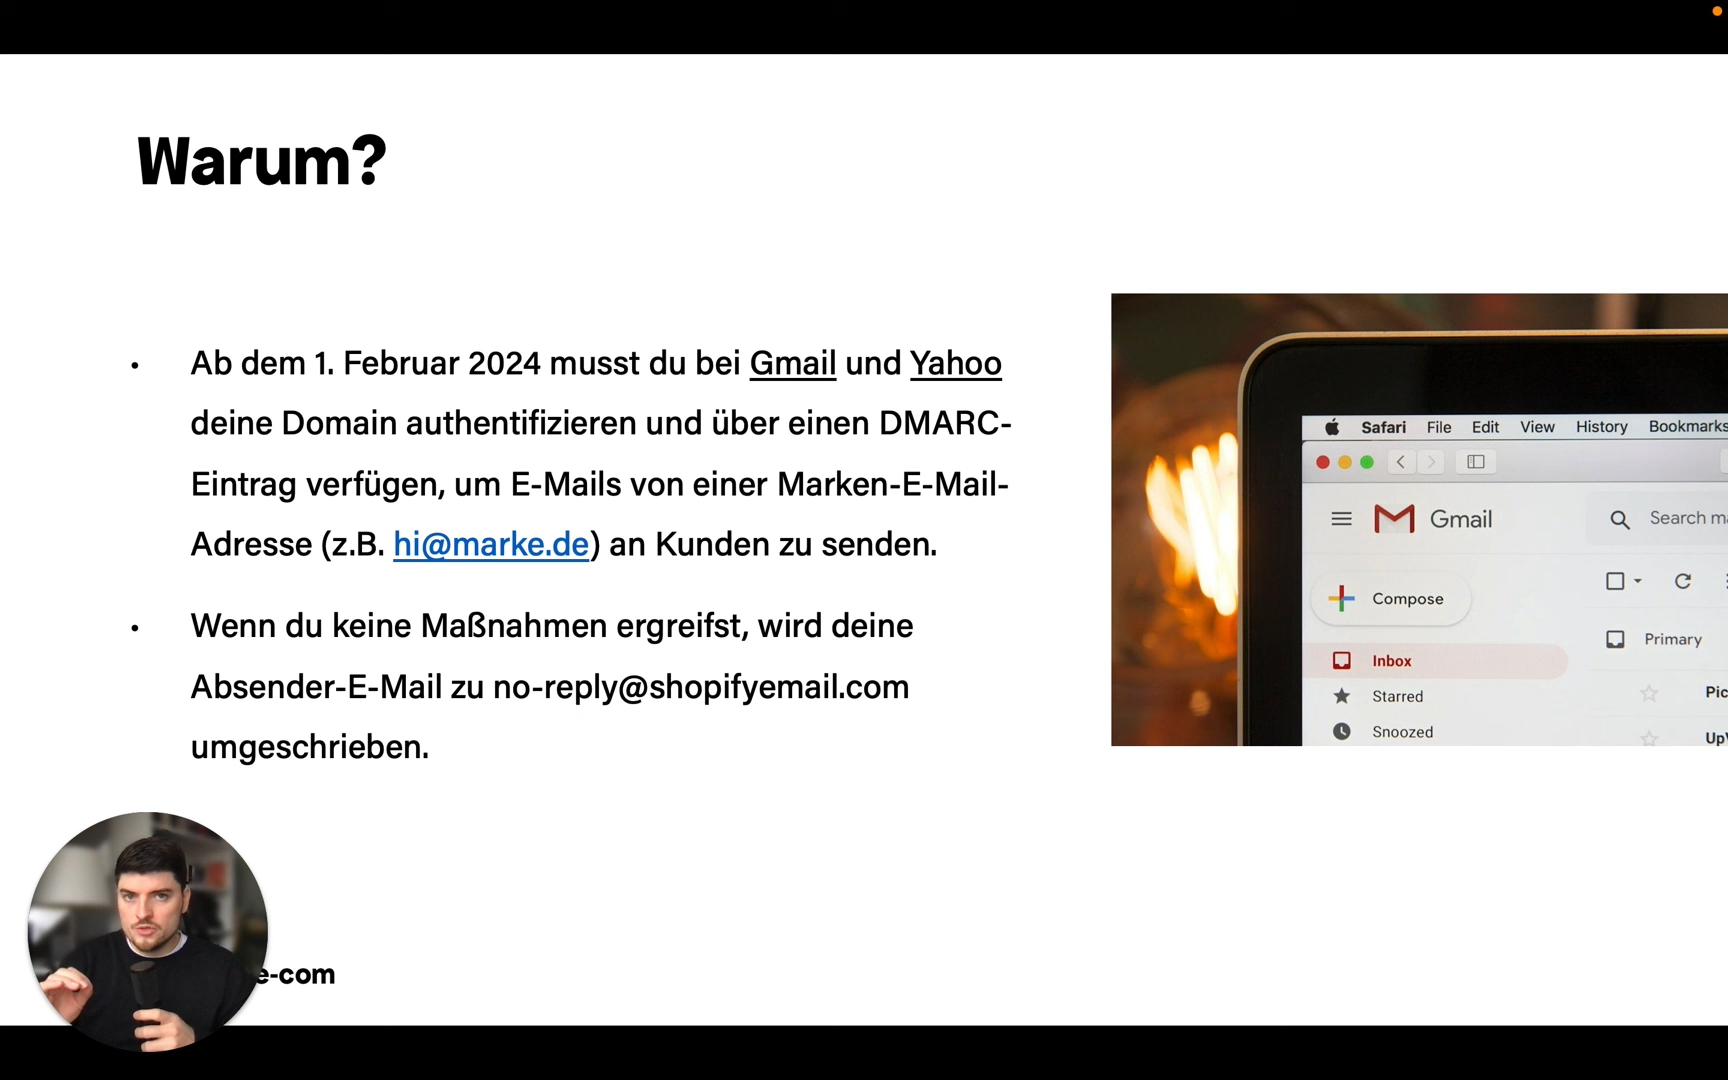 Warum?
• Ab dem 1. Februar 2024 musst du bei Gmail und Yahoo
deine Domain authentifizieren und über einen DMARC-
Eintrag verfügen, um E-Mails von einer Marken-E-Mail-
Adresse (z.B. hi@marke.de) an Kunden zu senden.
• Wenn du keine Maßnahmen ergreifst, wird deine
Absender-E-Mail zu no-reply@shopifyemail.com
umgeschrieben.
Safari File Edit View History Bookmarks
Gmail
Search
Compose
Primary
Inbox
Starred
Snoozed
e-com